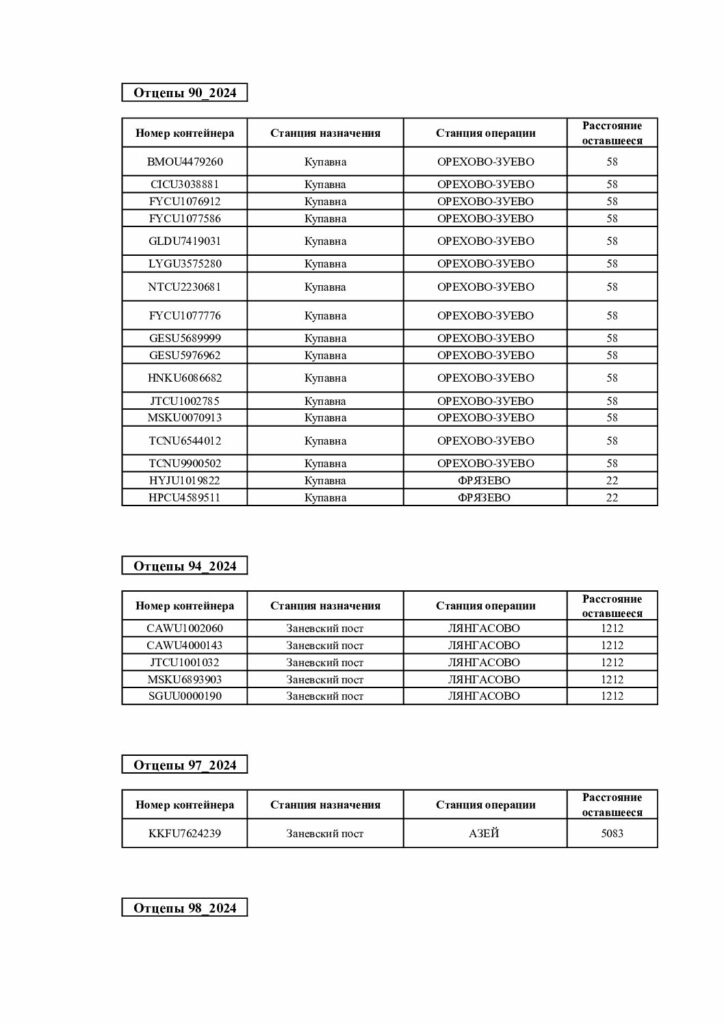 Отцепы 90_2024
Номер контейнера Станция назначения Станция операции Расстояние оставшееся
BMOU4479260 Купавна ОРЕХОВО-ЗУЕВО 58
CICU3038881 Купавна ОРЕХОВО-ЗУЕВО 58
FYCU1076912 Купавна ОРЕХОВО-ЗУЕВО 58
FYCU1077586 Купавна ОРЕХОВО-ЗУЕВО 58
GLDU7419031 Купавна ОРЕХОВО-ЗУЕВО 58
LYGU3575280 Купавна ОРЕХОВО-ЗУЕВО 58
NTCU2230681 Купавна ОРЕХОВО-ЗУЕВО 58
FYCU1077776 Купавна ОРЕХОВО-ЗУЕВО 58
GESU5689999 Купавна ОРЕХОВО-ЗУЕВО 58
GESU5976962 Купавна ОРЕХОВО-ЗУЕВО 58
HNKU6086682 Купавна ОРЕХОВО-ЗУЕВО 58
JTCU1002785 Купавна ОРЕХОВО-ЗУЕВО 58
MSKU0070913 Купавна ОРЕХОВО-ЗУЕВО 58
TCNU6544012 Купавна ОРЕХОВО-ЗУЕВО 58
TCNU9900502 Купавна ОРЕХОВО-ЗУЕВО 58
HYJU1019822 Купавна ФРЯЗЕВО 22
HPCU4589511 Купавна ФРЯЗЕВО 22
Отцепы 94_2024
Номер контейнера Станция назначения Станция операции Расстояние оставшееся
CAWU1002060 Заневский пост ЛЯНГАСОВО 1212
CAWU4000143 Заневский пост ЛЯНГАСОВО 1212
JTCU1001032 Заневский пост ЛЯНГАСОВО 1212
MSKU6893903 Заневский пост ЛЯНГАСОВО 1212
SGUU0000190 Заневский пост ЛЯНГАСОВО 1212
Отцепы 97_2024
Номер контейнера Станция назначения Станция операции Расстояние оставшееся
KKFU7624239 Заневский пост АЗЕЙ 5083
Отцепы 98_2024